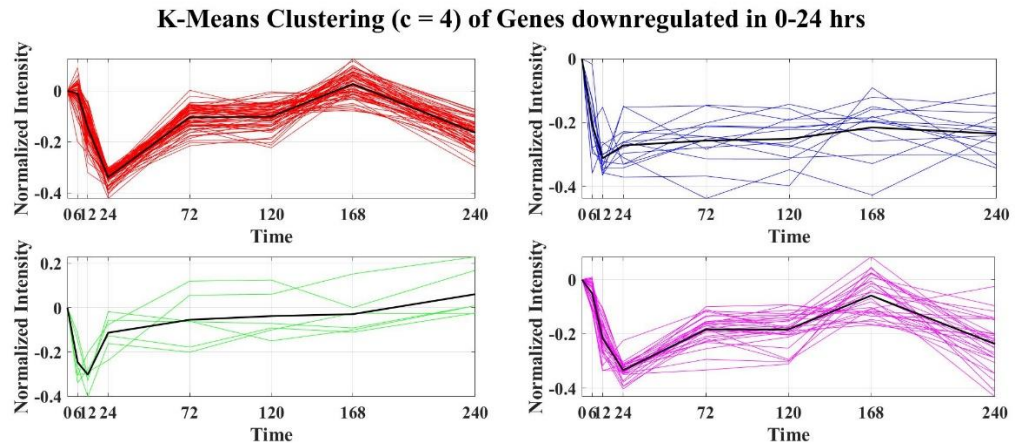 K-Means Clustering (c = 4) of Genes downregulated in 0-24 hrs
Normalized Intensity
0
-0.2
-0.4
0 6 12 24 72 120 168 240
Time
Normalized Intensity
0
-0.2
-0.4
0 6 12 24 72 120 168 240
Time
Normalized Intensity
0.2
0
-0.2
-0.4
0 6 12 24 72 120 168 240
Time
Normalized Intensity
0
-0.2
-0.4
0 6 12 24 72 120 168 240
Time